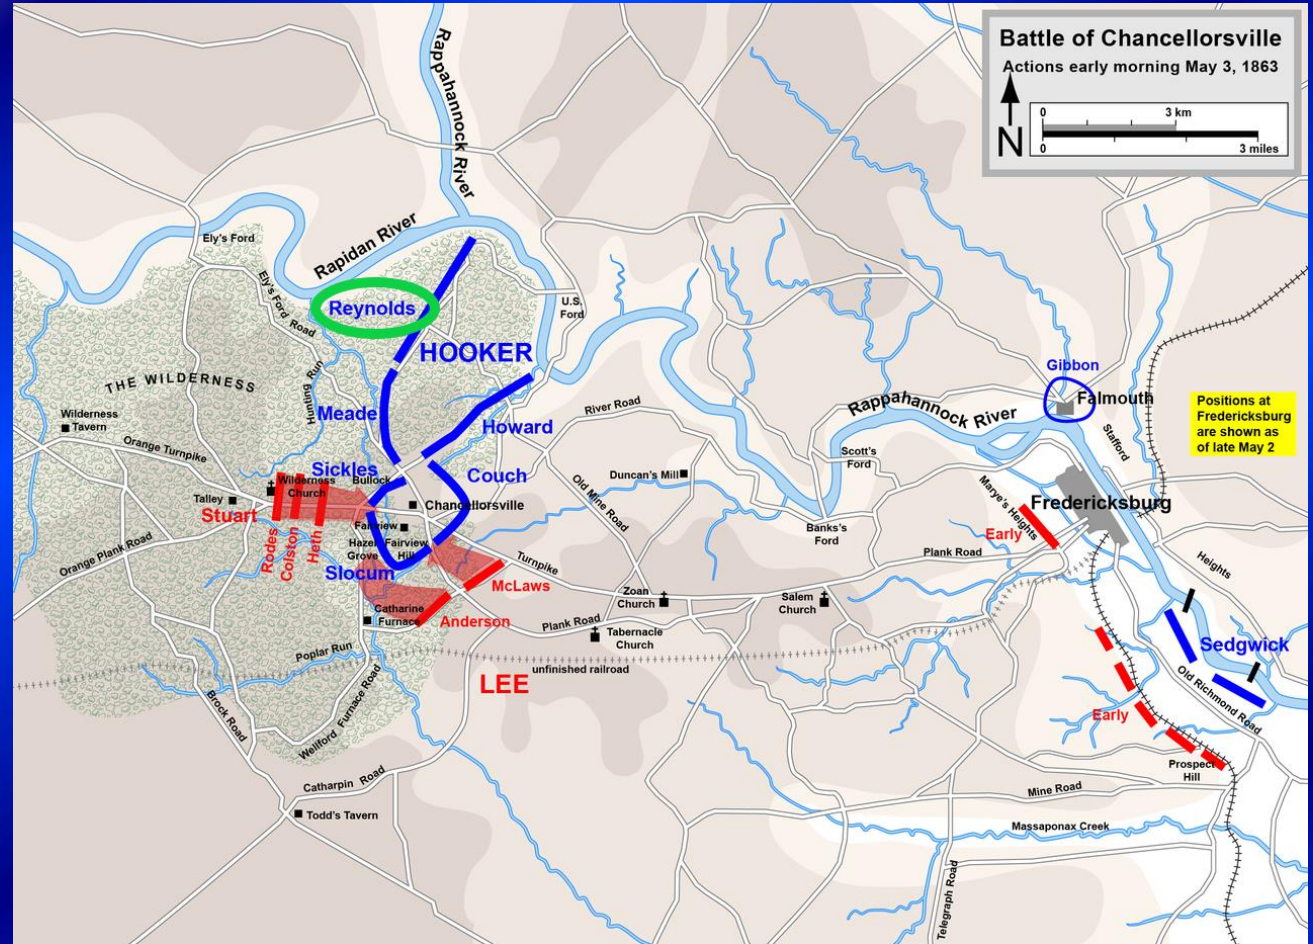 Battle of Chancellorsville
Actions early morning May 3, 1863
N
0
3 km
0
3 miles
Rappahannock River
Rapidan River
Ely's Ford
Ely's Ford Road
Reynolds
U.S.
Ford
HOOKER
Hunting Run
THE WILDERNESS
Gibbon
Falmouth
Positions at
Fredericksburg
are shown as
of late May 2
Wilderness
Tavern
Meade
River Road
Rappahannock River
Howard
Stafford
Heights
Orange Turnpike
Scott's
Ford
Sickles
Couch
Duncan's Mill
Wilderness
Church
Bullock
Talley
Stuart
Chancellorsville
Old Mine Road
Marye's Heights
Fredericksburg
Fairview
Banks's
Ford
Early
Rodes
Colston
Heth
Hazel
Grove
Fairview
Hill
Orange Plank Road
Turnpike
Plank Road
Slocum
McLaws
Zoan
Church
Salem
Church
Catharine
Furnace
Anderson
Plank Road
Tabernacle
Church
Sedgwick
Poplar Run
unfinished railroad
LEE
Old Richmond Road
Brock Road
Wellford Furnace Road
Early
Prospect
Hill
Catharpin Road
Mine Road
Todd's Tavern
Massaponax Creek
Telegraph Road